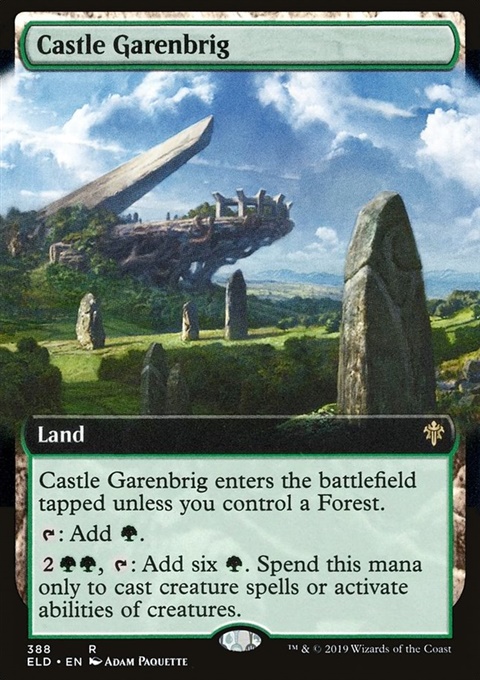 Castle Garenbrig
Land
Castle Garenbrig enters the battlefield
tapped unless you control a Forest.
: Add .
2, : Add six . Spend this mana
only to cast creature spells or activate
abilities of creatures.
388 R
ELD • EN Adam Paquette
™ & © 2019 Wizards of the Coast